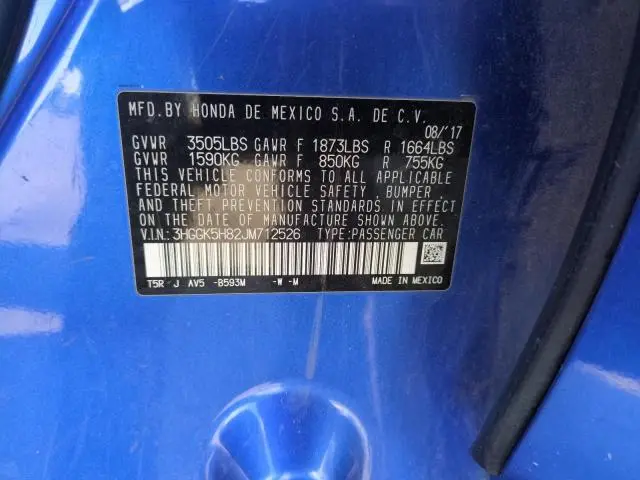 MFD.BY HONDA DE MEXICO S.A. DE C.V.
08/'17
GVWR 3505LBS GAWR F 1873LBS R 1664LBS
GVWR 1590KG GAWR F 850KG R 755KG
THIS VEHICLE CONFORMS TO ALL APPLICABLE
FEDERAL MOTOR VEHICLE SAFETY, BUMPER,
AND THEFT PREVENTION STANDARDS IN EFFECT
ON THE DATE OF MANUFACTURE SHOWN ABOVE.
V.I.N.:3HGGK5H82JM712526 TYPE:PASSENGER CAR
T5R J AV5 -B593M -W -M MADE IN MEXICO